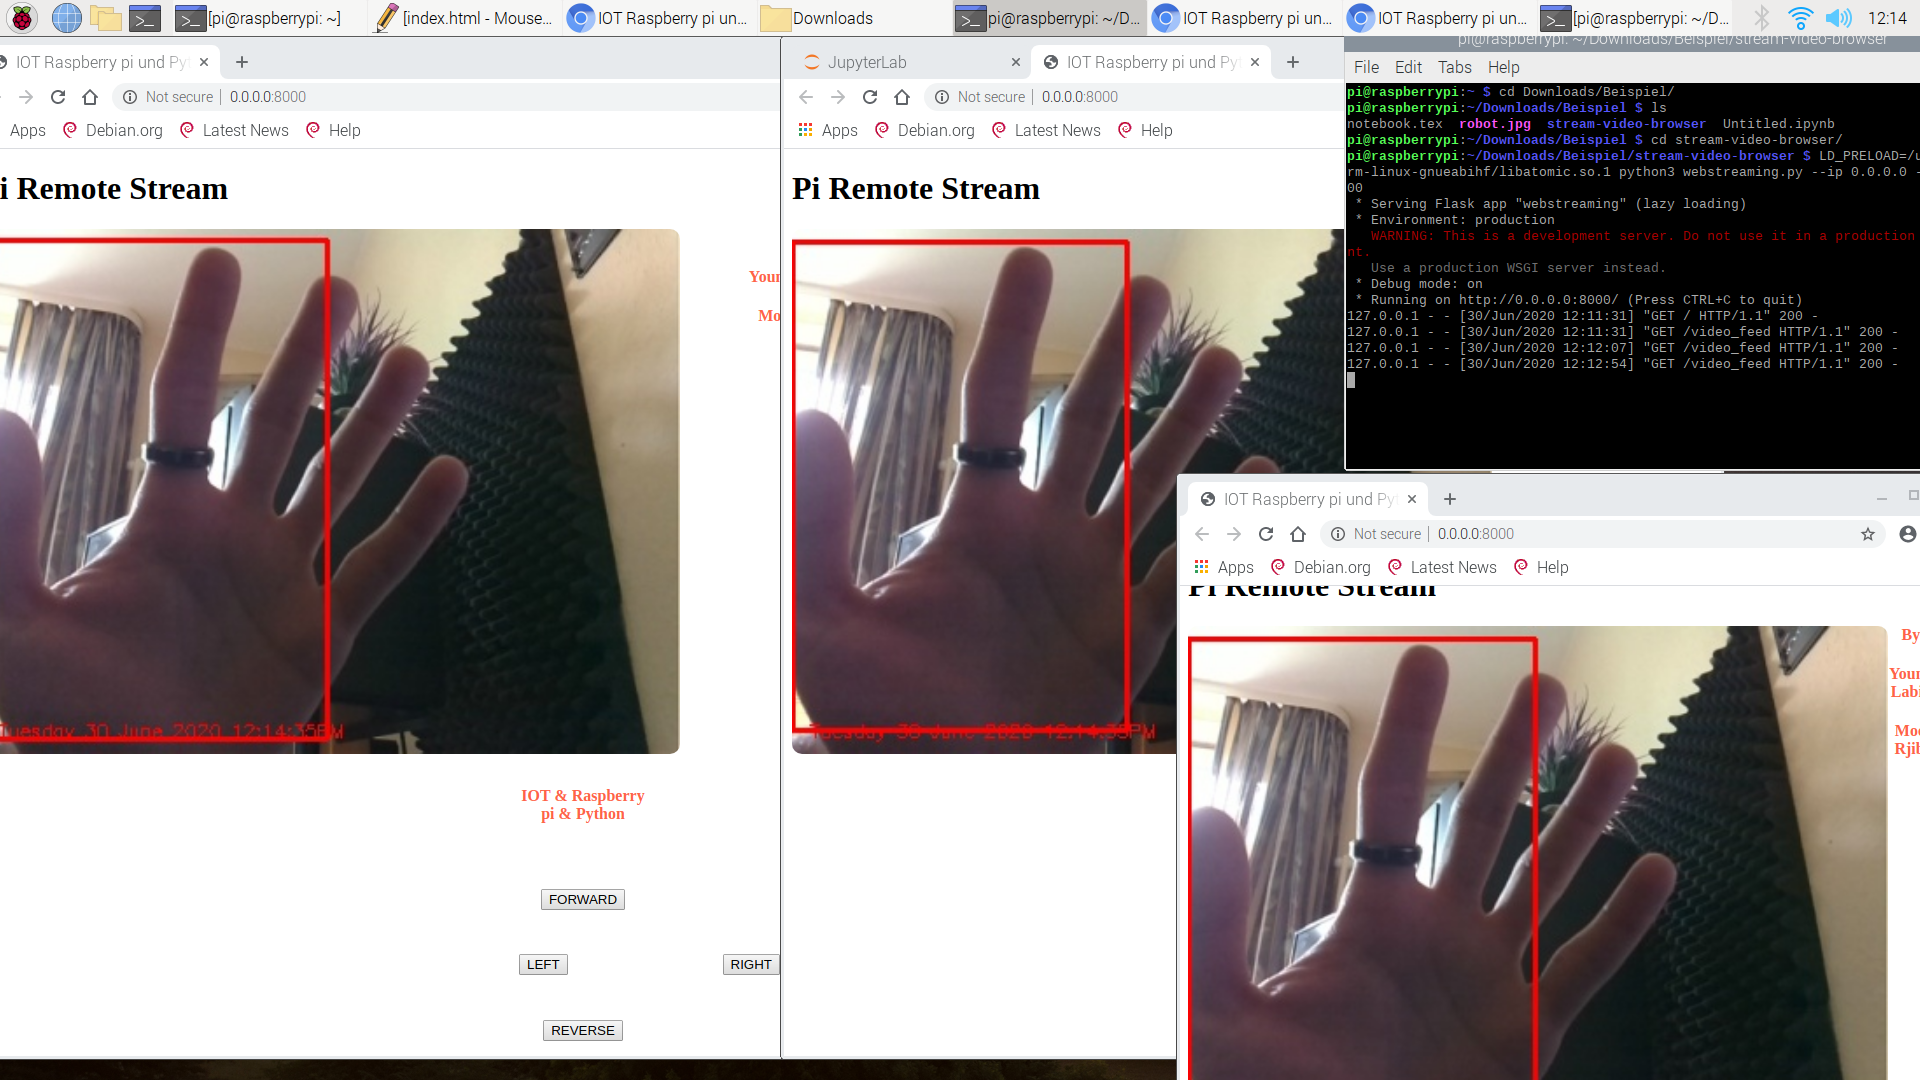 [pi@raspberrypi: ~]
[index.html - Mouse...
IOT Raspberry pi un...
Downloads
pi@raspberrypi: ~/D...
IOT Raspberry pi un...
IOT Raspberry pi un...
[pi@raspberrypi: ~/D...
12:14
IOT Raspberry pi und Pyt
Not secure | 0.0.0.0:8000
Apps Debian.org Latest News Help
i Remote Stream
Your
Mo
Tuesday 30 June 2020 12:14:35PM
IOT & Raspberry
pi & Python
FORWARD
LEFT RIGHT
REVERSE
JupyterLab
IOT Raspberry pi und Pyt
Not secure | 0.0.0.0:8000
Apps Debian.org Latest News Help
Pi Remote Stream
Tuesday 30 June 2020 12:14:35PM
pi@raspberrypi: ~/Downloads/Beispiel/stream-video-browser
File Edit Tabs Help
pi@raspberrypi:~ $ cd Downloads/Beispiel/
pi@raspberrypi:~/Downloads/Beispiel $ ls
notebook.tex robot.jpg stream-video-browser Untitled.ipynb
pi@raspberrypi:~/Downloads/Beispiel $ cd stream-video-browser/
pi@raspberrypi:~/Downloads/Beispiel/stream-video-browser $ LD_PRELOAD=/u
rm-linux-gnueabihf/libatomic.so.1 python3 webstreaming.py --ip 0.0.0.0 -
00
* Serving Flask app "webstreaming" (lazy loading)
* Environment: production
WARNING: This is a development server. Do not use it in a production
nt.
Use a production WSGI server instead.
* Debug mode: on
* Running on http://0.0.0.0:8000/ (Press CTRL+C to quit)
127.0.0.1 - - [30/Jun/2020 12:11:31] "GET / HTTP/1.1" 200 -
127.0.0.1 - - [30/Jun/2020 12:11:31] "GET /video_feed HTTP/1.1" 200 -
127.0.0.1 - - [30/Jun/2020 12:12:07] "GET /video_feed HTTP/1.1" 200 -
127.0.0.1 - - [30/Jun/2020 12:12:54] "GET /video_feed HTTP/1.1" 200 -
IOT Raspberry pi und Pyt
Not secure | 0.0.0.0:8000
Apps Debian.org Latest News Help
Pi Remote Stream
By
Your
Labi
Moe
Rjib